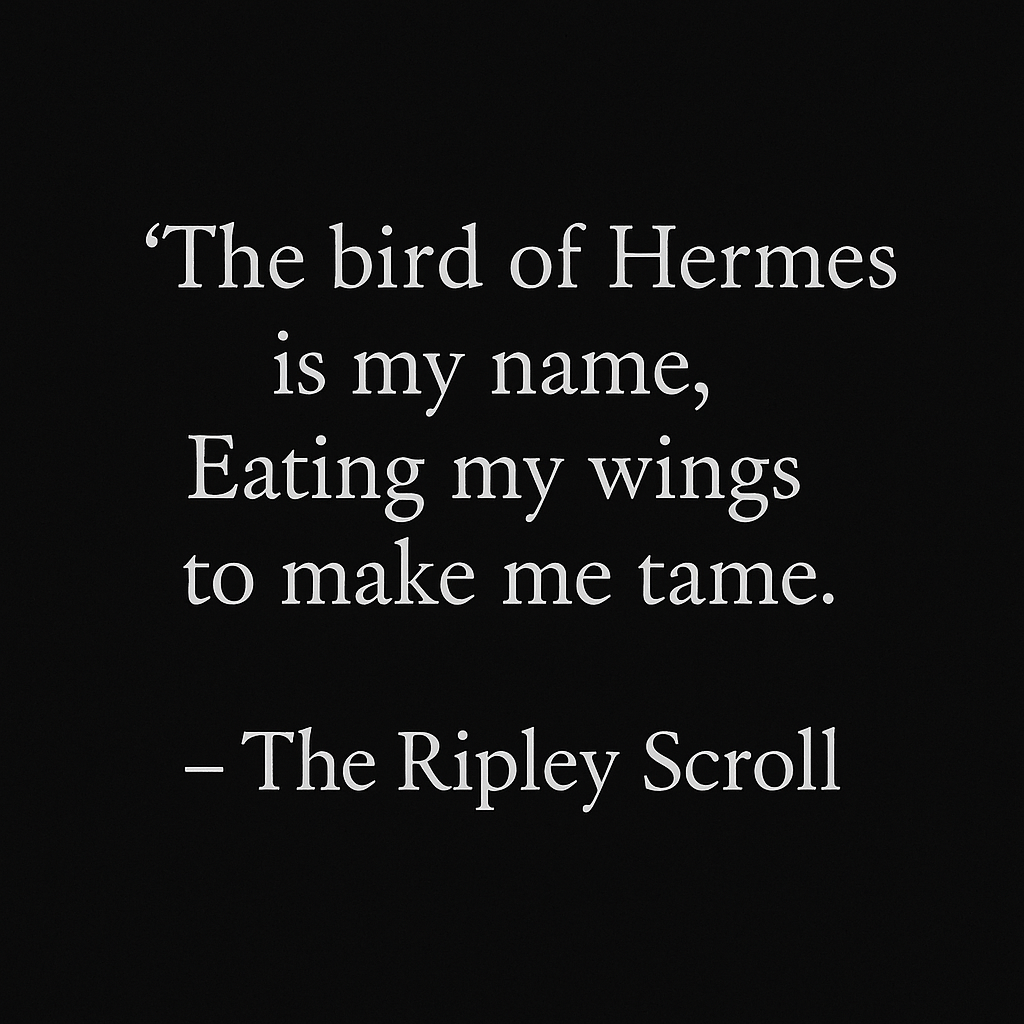 ‘The bird of Hermes
is my name,
Eating my wings
to make me tame.
– The Ripley Scroll